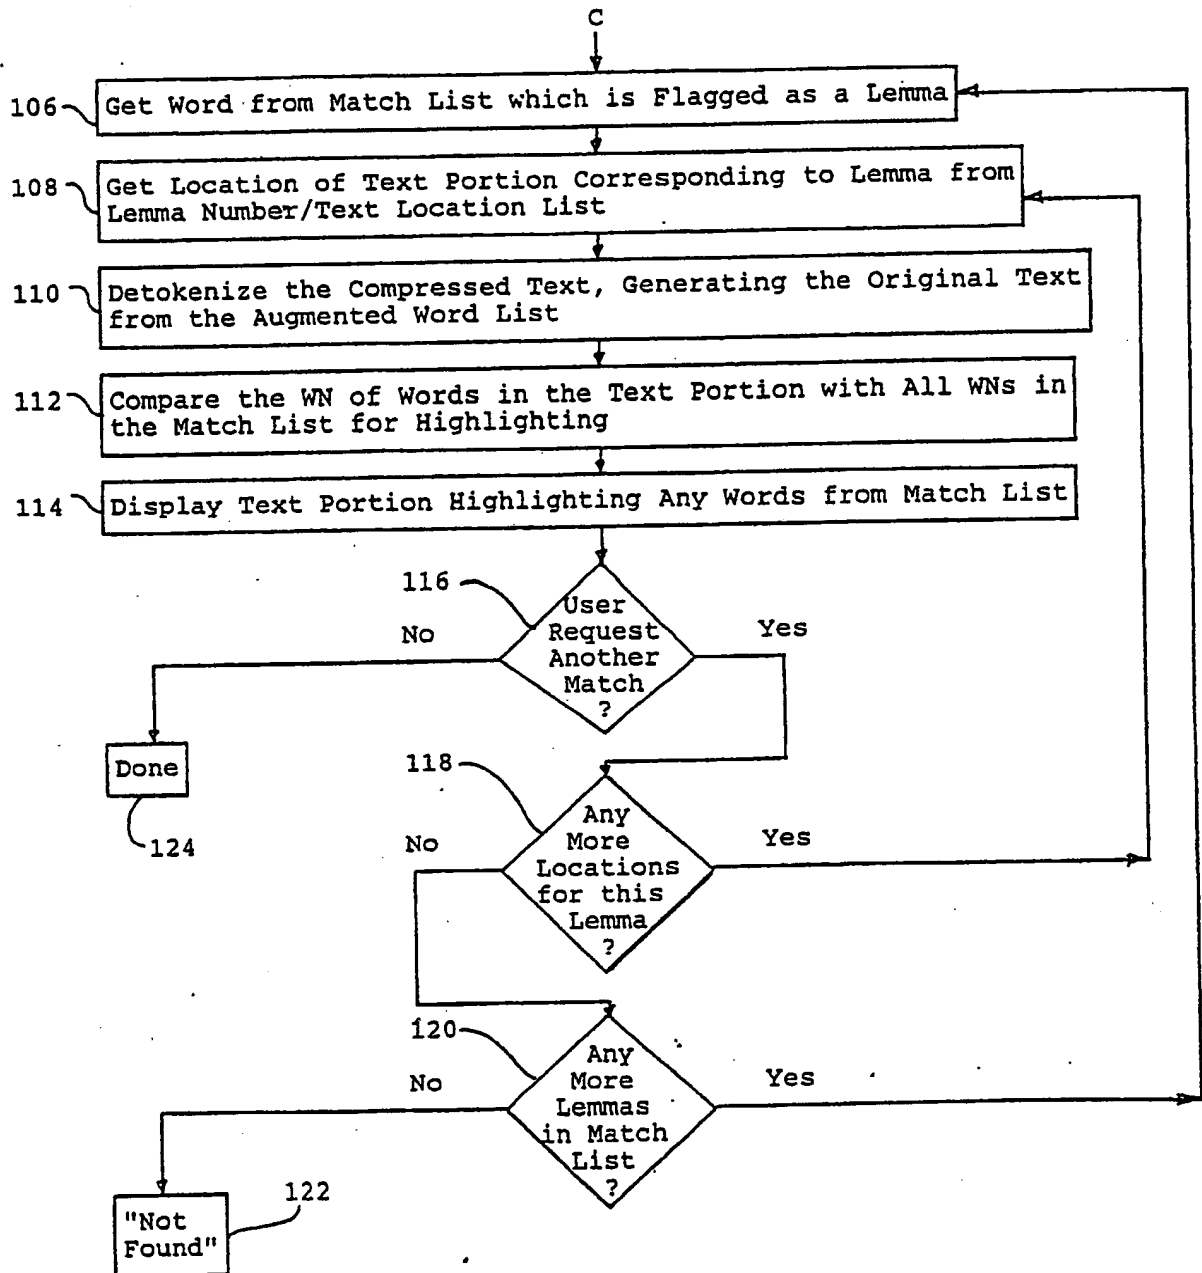 C
106
Get Word from Match List which is Flagged as a Lemma
108
Get Location of Text Portion Corresponding to Lemma from
Lemma Number/Text Location List
110
Detokenize the Compressed Text, Generating the Original Text
from the Augmented Word List
112
Compare the WN of Words in the Text Portion with All WNs in
the Match List for Highlighting
114
Display Text Portion Highlighting Any Words from Match List
116
User
Request
Another
Match
?
No
Yes
Done
124
118
Any
More
Locations
for this
Lemma
?
No
Yes
120
Any
More
Lemmas
in Match
List
?
No
Yes
"Not
Found"
122